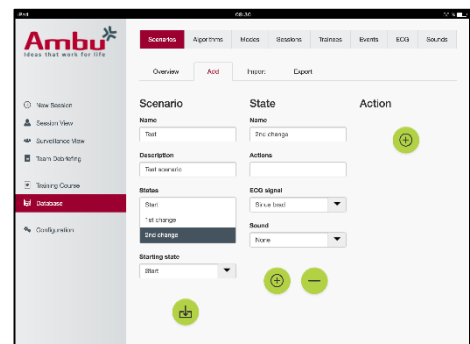 iPad 08:30
Ambu
Ideas that work for life
Scenarios Algorithms Modes Sessions Trainees Events ECG Sounds
Overview Add Import Export
New Session
Session View
Surveillance View
Team Debriefing
Training Course
Database
Configuration
Scenario
Name
Test
Description
Test scenario
States
Start
1st change
2nd change
Starting state
Start
State
Name
2nd change
Actions
ECG signal
Sinus brad
Sound
None
Action